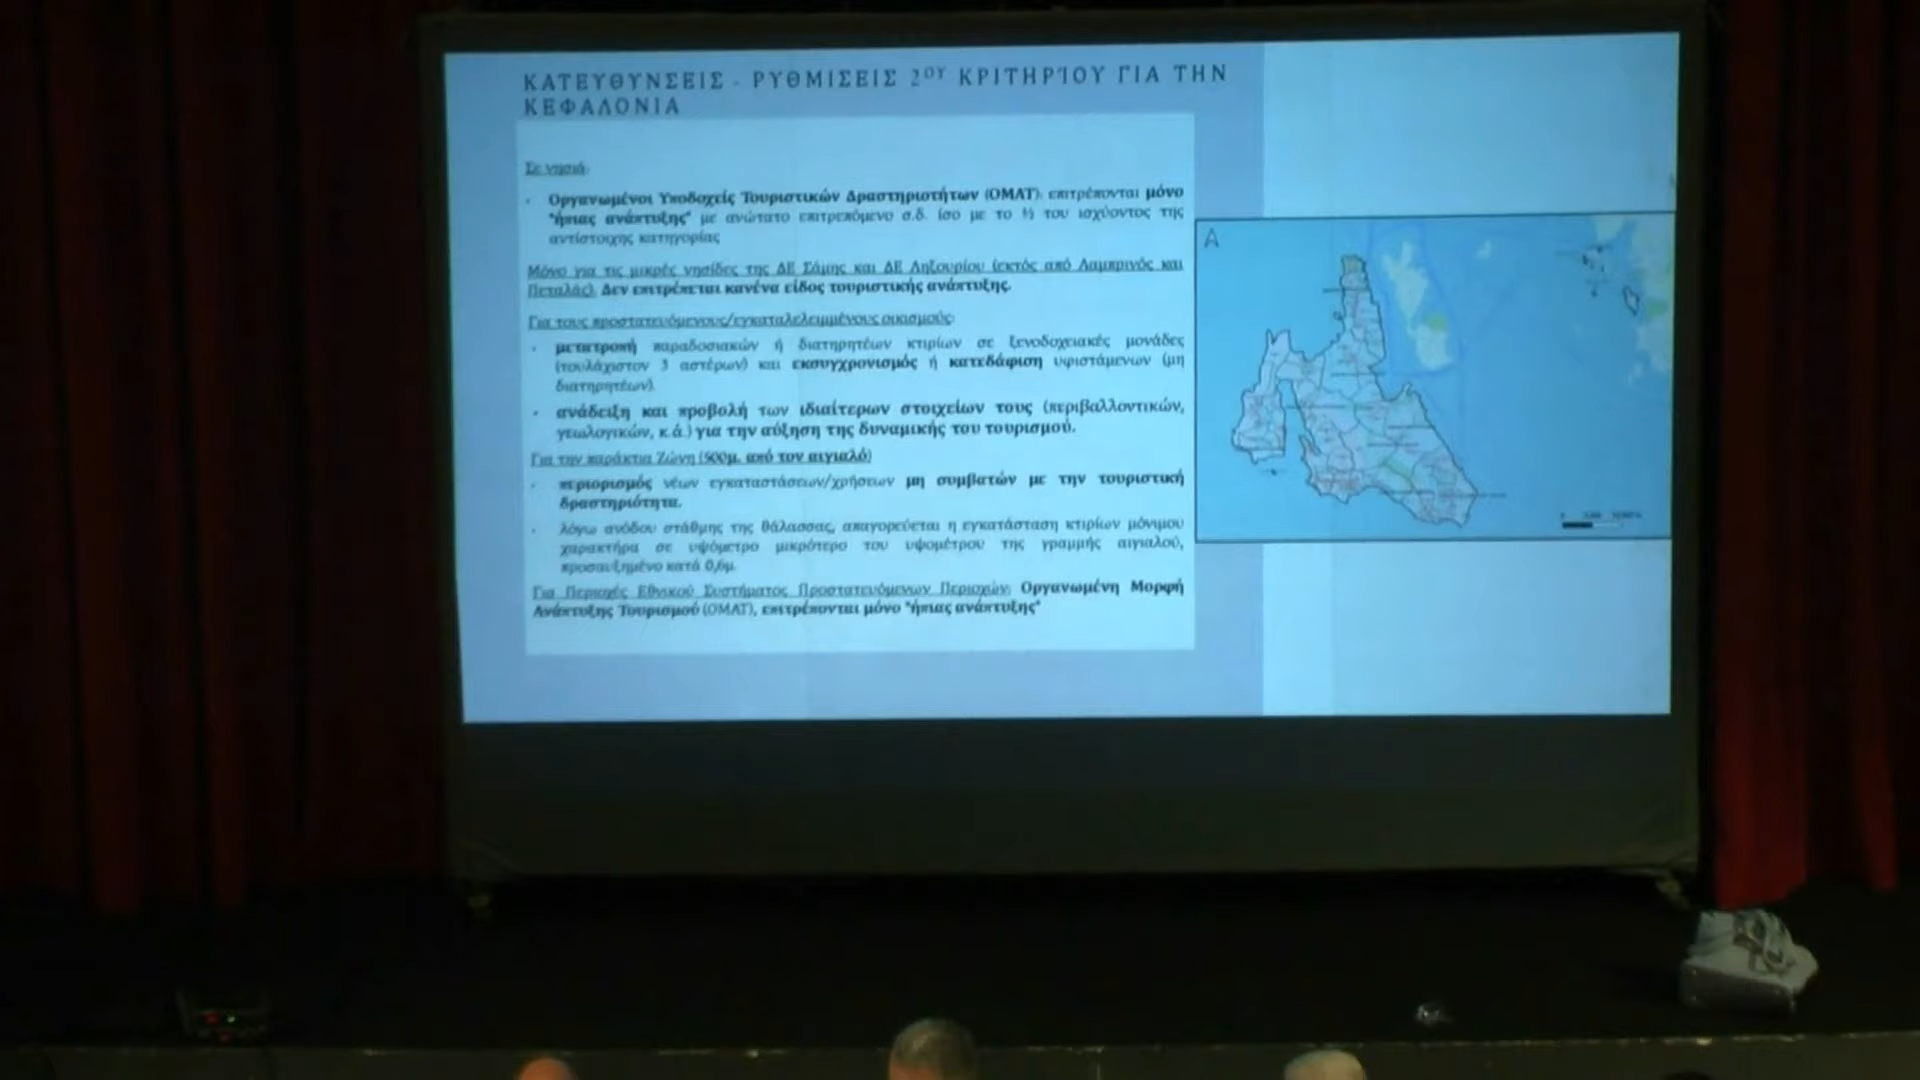 ΚΑΤΕΥΘΥΝΣΕΙΣ - ΡΥΘΜΙΣΕΙΣ 2ΟΥ ΚΡΙΤΗΡΊΟΥ ΓΙΑ ΤΗΝ
ΚΕΦΑΛΟΝΙΑ
Σε νησιά:
Οργανωμένοι Υποδοχείς Τουριστικών Δραστηριοτήτων (ΟΜΑΤ): επιτρέπονται μόνο
"ήπιας ανάπτυξης" με ανώτατο επιτρεπόμενο σ.δ. ίσο με το ½ του ισχύοντος της
αντίστοιχης κατηγορίας
Μόνο για τις μικρές νησίδες της ΔΕ Σάμης και ΔΕ Ληξουρίου (εκτός από Λαμπρινός και
Πεταλάς): Δεν επιτρέπεται κανένα είδος τουριστικής ανάπτυξης.
Για τους προστατευόμενους/εγκαταλελειμμένους οικισμούς:
μετατροπή παραδοσιακών ή διατηρητέων κτιρίων σε ξενοδοχειακές μονάδες
(τουλάχιστον 3 αστέρων) και εκσυγχρονισμός ή κατεδάφιση υφιστάμενων (μη
διατηρητέων).
ανάδειξη και προβολή των ιδιαίτερων στοιχείων τους (περιβαλλοντικών,
γεωλογικών, κ.ά.) για την αύξηση της δυναμικής του τουρισμού.
Για την παράκτια Ζώνη (500μ. από τον αιγιαλό)
περιορισμός νέων εγκαταστάσεων/χρήσεων μη συμβατών με την τουριστική
δραστηριότητα.
λόγω ανόδου στάθμης της θάλασσας, απαγορεύεται η εγκατάσταση κτιρίων μόνιμου
χαρακτήρα σε υψόμετρο μικρότερο του υψομέτρου της γραμμής αιγιαλού,
προσαυξημένο κατά 0,6μ.
Για Περιοχές Εθνικού Συστήματος Προστατευόμενων Περιοχών: Οργανωμένη Μορφή
Ανάπτυξης Τουρισμού (ΟΜΑΤ), επιτρέπονται μόνο "ήπιας ανάπτυξης"
Α